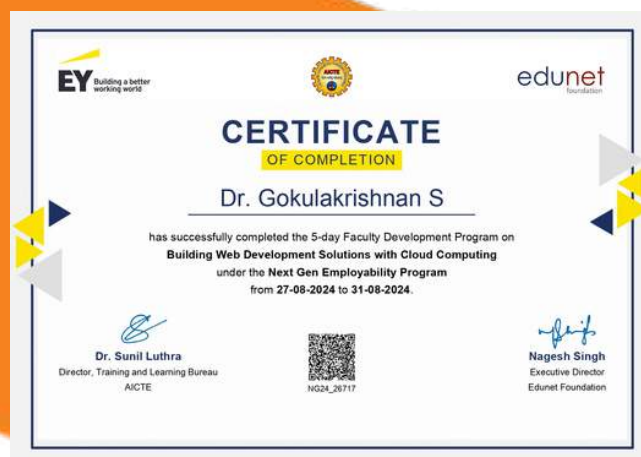 EY Building a better
working world
AICTE
edunet
foundation
CERTIFICATE
OF COMPLETION
Dr. Gokulakrishnan S
has successfully completed the 5-day Faculty Development Program on
Building Web Development Solutions with Cloud Computing
under the Next Gen Employability Program
from 27-08-2024 to 31-08-2024.
Dr. Sunil Luthra
Director, Training and Learning Bureau
AICTE
NG24_26717
Nagesh Singh
Executive Director
Edunet Foundation